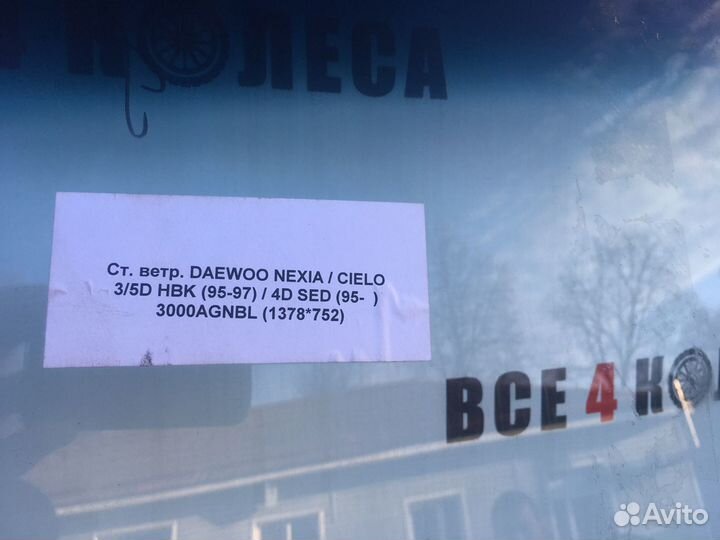 КОЛЕСА
Ст. ветр. DAEWOO NEXIA / CIELO
3/5D HBK (95-97) / 4D SED (95- )
3000AGNBL (1378*752)
ВСЕ 4 КОЛ
Avito